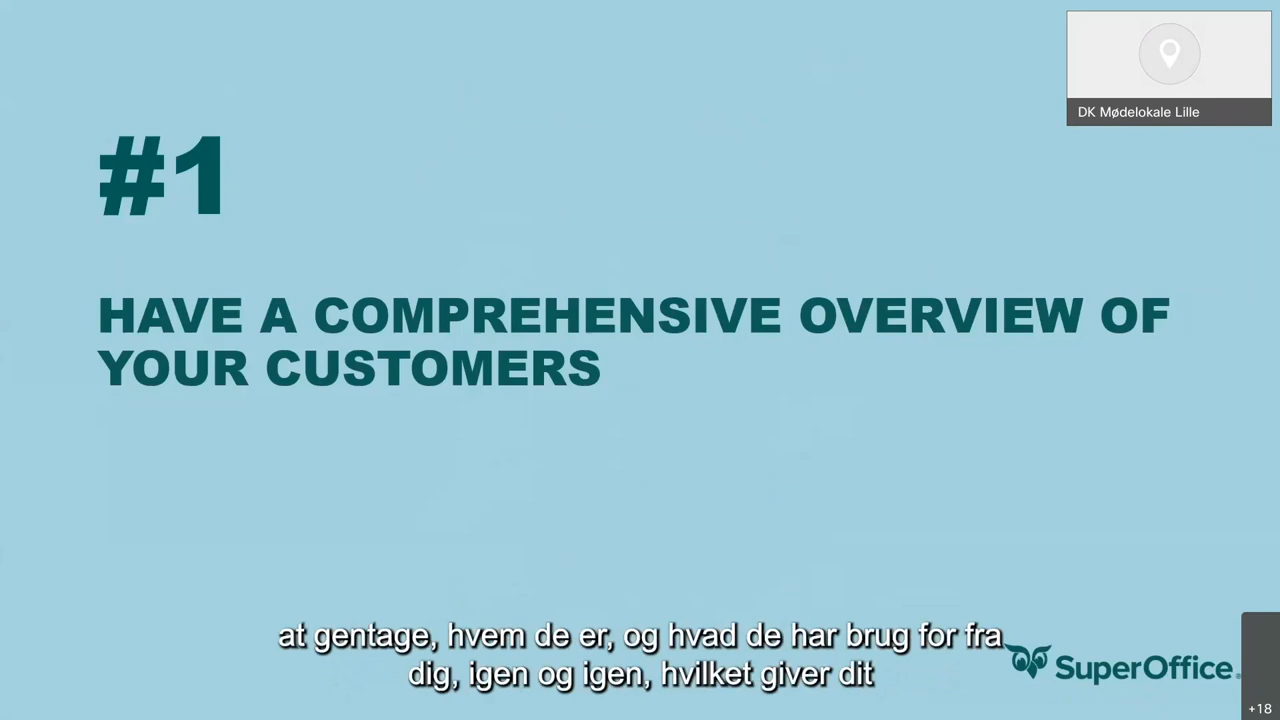 DK Mødelokale Lille
#1
HAVE A COMPREHENSIVE OVERVIEW OF
YOUR CUSTOMERS
at gentage, hvem de er, og hvad de har brug for fra
dig, igen og igen, hvilket giver dit
SuperOffice
+18